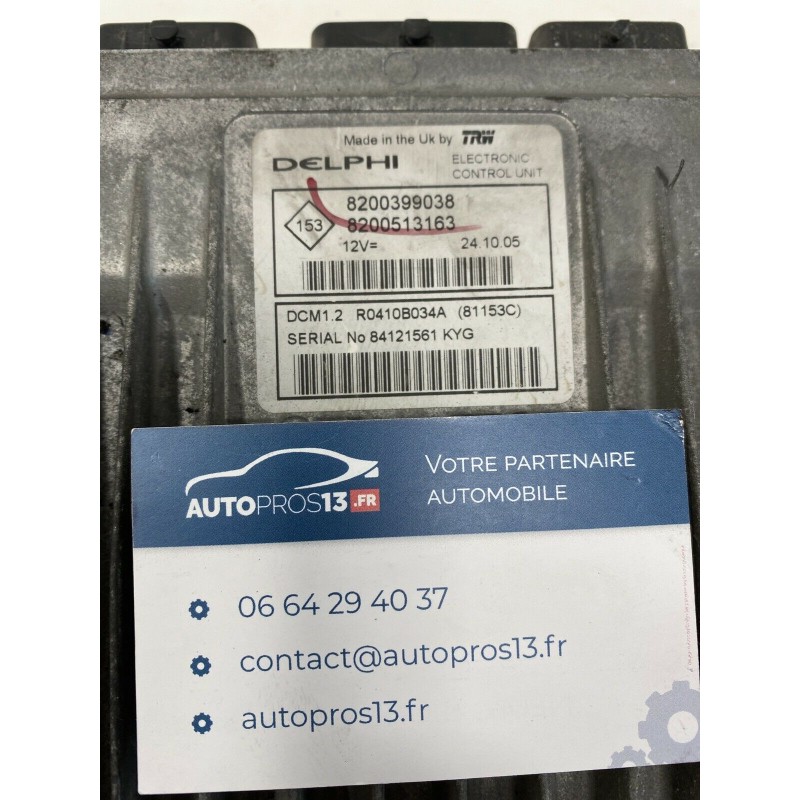 Made in the Uk by TRW
DELPHI
ELECTRONIC
CONTROL UNIT
153
8200399038
8200513163
12V= 24.10.05
DCM1.2 R0410B034A (81153C)
SERIAL No 84121561 KYG
AUTOPROS13.FR
VOTRE PARTENAIRE
AUTOMOBILE
06 64 29 40 37
contact@autopros13.fr
autopros13.fr